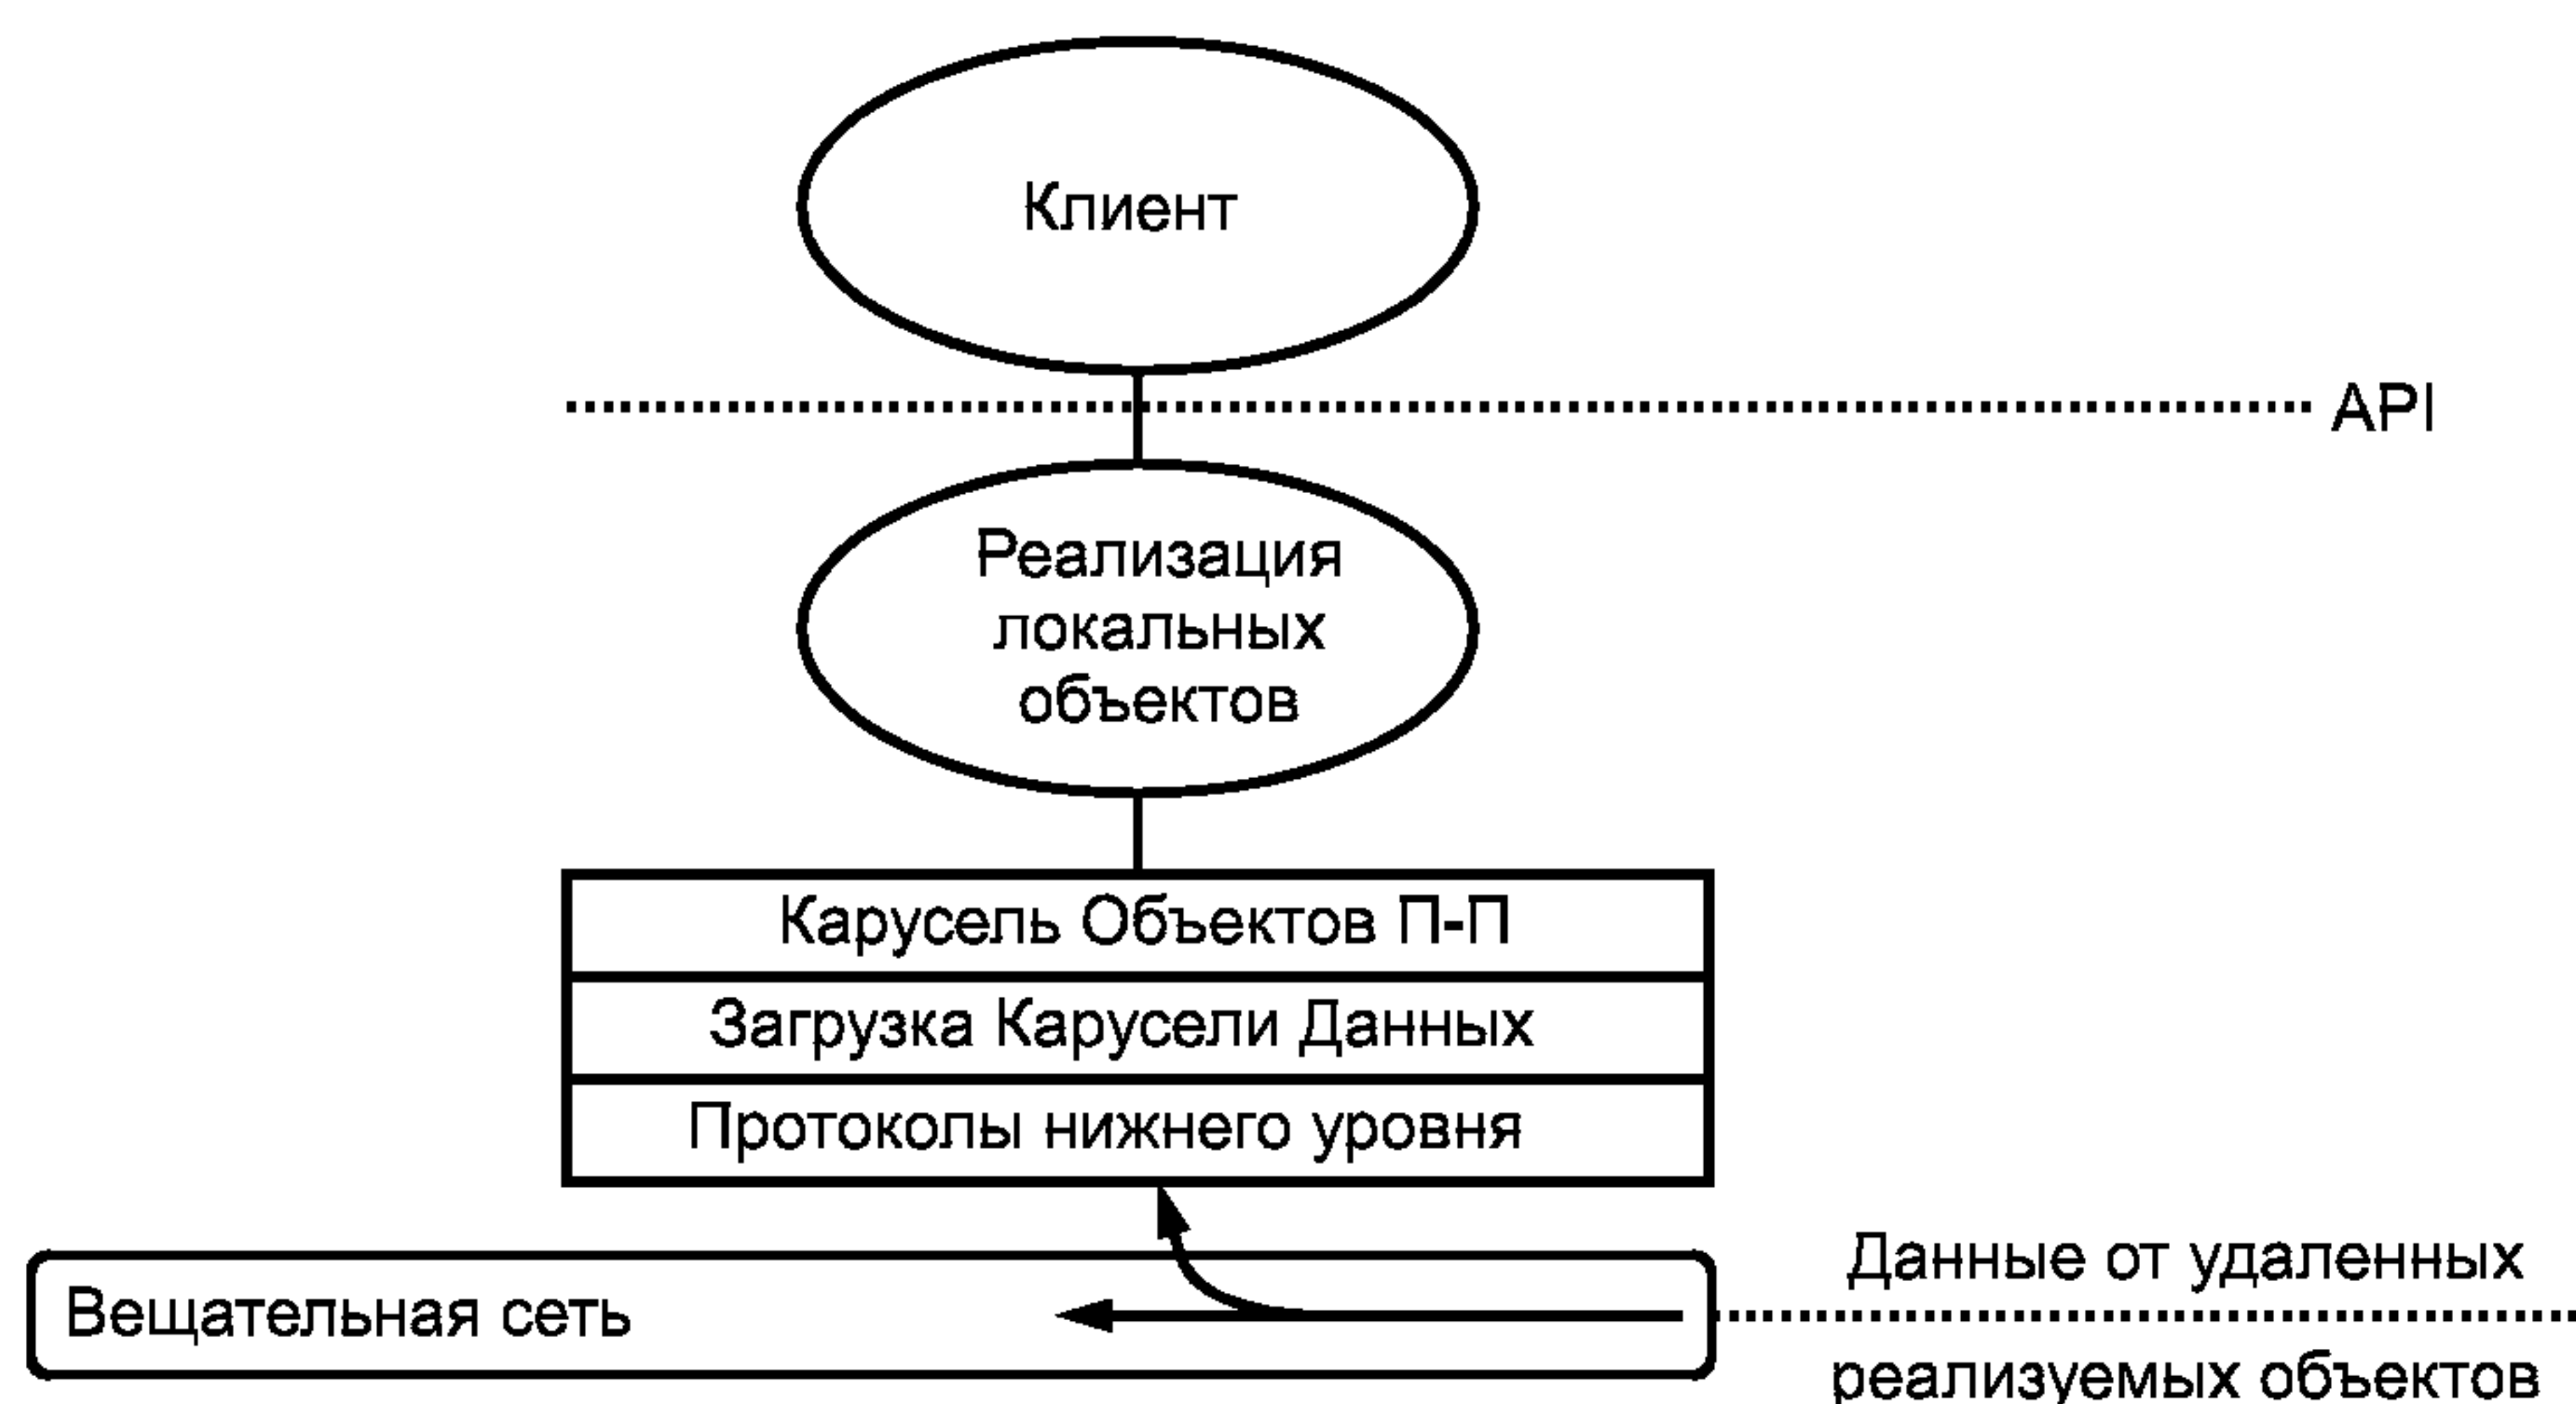 Клиент
API
Реализация
локальных
объектов
Карусель Объектов П-П
Загрузка Карусели Данных
Протоколы нижнего уровня
Вещательная сеть
Данные от удаленных
реализуемых объектов